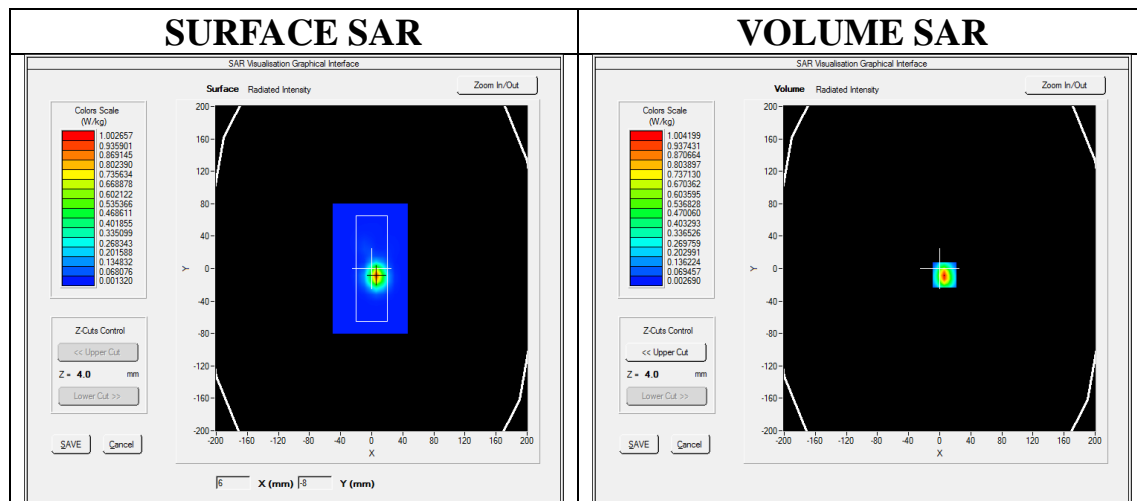 SURFACE SAR
SAR Visualisation Graphical Interface
Surface Radiated Intensity
Zoom In/Out
Colors Scale
(W/kg)
1.002657
0.935901
0.869145
0.802390
0.735634
0.668878
0.602122
0.535366
0.468611
0.401855
0.335099
0.268343
0.201588
0.134832
0.068076
0.001320
Z-Cuts Control
<< Upper Cut
Z = 4.0 mm
Lower Cut >>
SAVE Cancel
200
160
120
80
40
0
-40
-80
-120
-160
-200
Y
-200 -160 -120 -80 -40 0 40 80 120 160 200
X
6 X (mm) -8 Y (mm)
VOLUME SAR
SAR Visualisation Graphical Interface
Volume Radiated Intensity
Zoom In/Out
Colors Scale
(W/kg)
1.004199
0.937431
0.870664
0.803897
0.737130
0.670362
0.603595
0.536828
0.470060
0.403293
0.336526
0.269759
0.202991
0.136224
0.069457
0.002690
Z-Cuts Control
<< Upper Cut
Z = 4.0 mm
Lower Cut >>
SAVE Cancel
200
160
120
80
40
0
-40
-80
-120
-160
-200
Y
-200 -160 -120 -80 -40 0 40 80 120 160 200
X